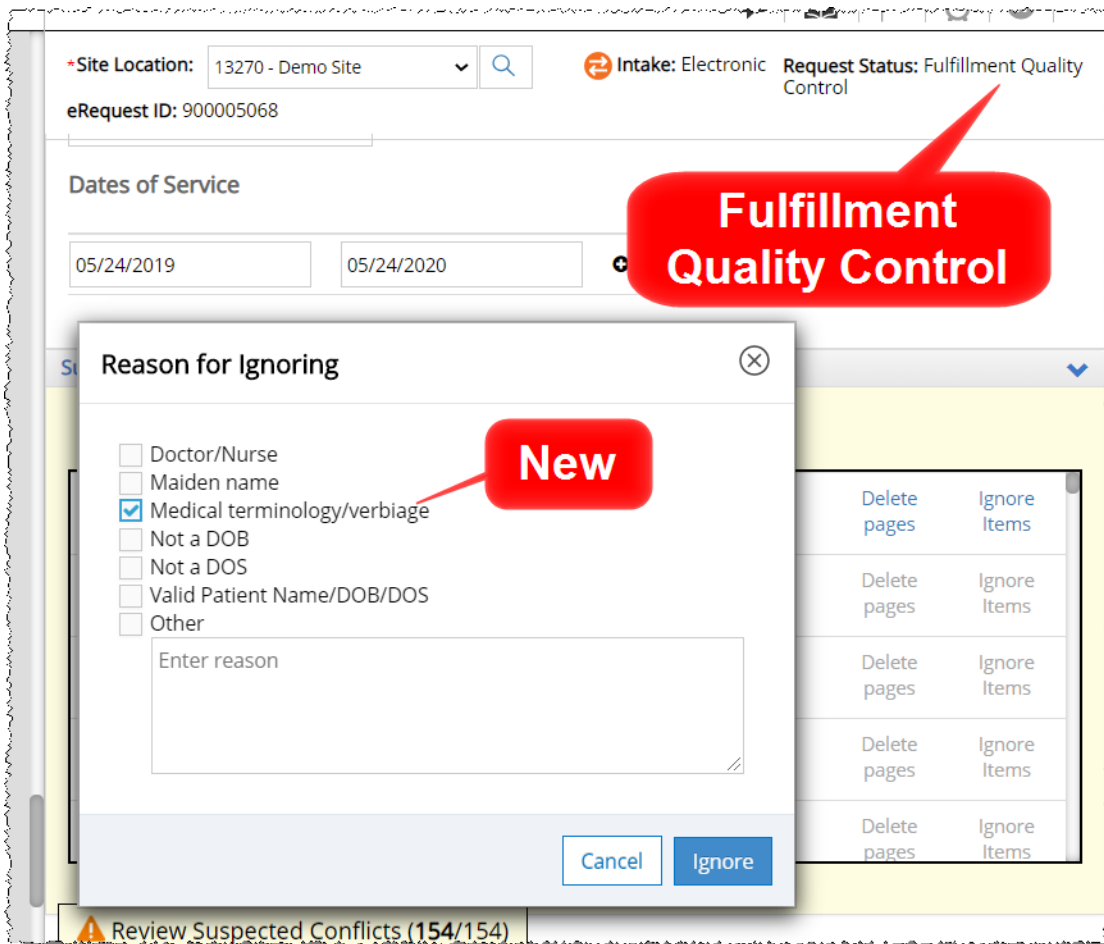 *Site Location: 13270 - Demo Site
Intake: Electronic
Request Status: Fulfillment Quality
Control
eRequest ID: 900005068
Fulfillment
Quality Control
Dates of Service
05/24/2019 05/24/2020
Reason for Ignoring
Doctor/Nurse
Maiden name
Medical terminology/verbiage
Not a DOB
Not a DOS
Valid Patient Name/DOB/DOS
Other
New
Enter reason
Cancel Ignore
Delete Ignore
pages Items
Delete Ignore
pages Items
Delete Ignore
pages Items
Delete Ignore
pages Items
Delete Ignore
pages Items
Review Suspected Conflicts (154/154)